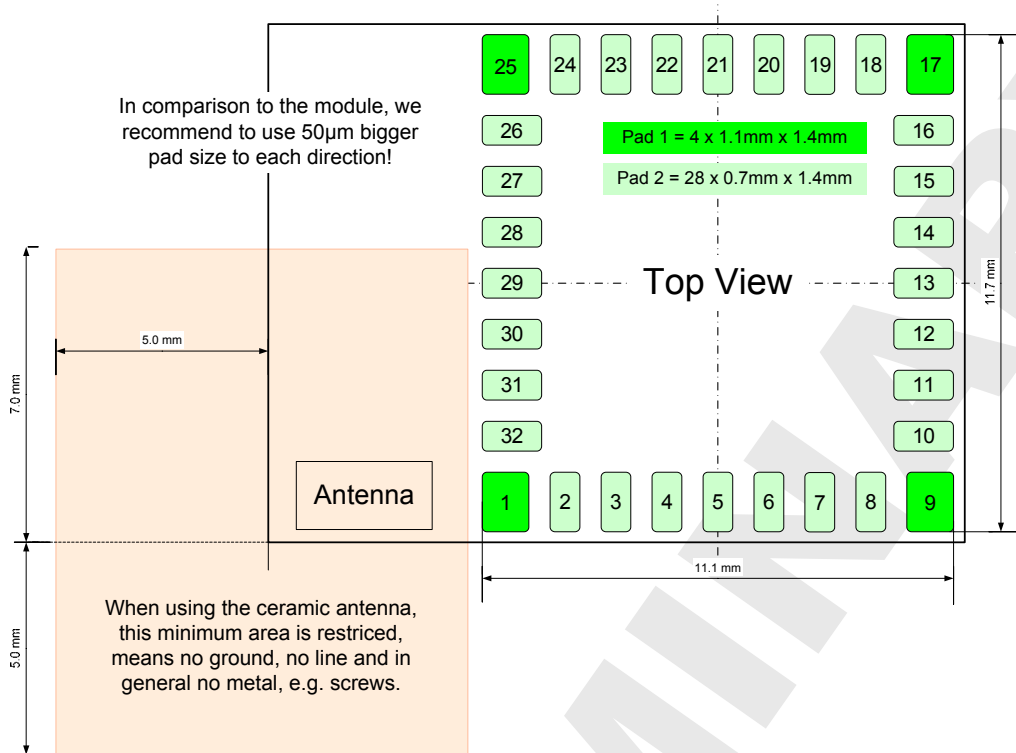 25 24 23 22 21 20 19 18 17
In comparison to the module, we
recommend to use 50µm bigger
pad size to each direction!
26
Pad 1 = 4 x 1.1mm x 1.4mm
16
27
Pad 2 = 28 x 0.7mm x 1.4mm
15
28
14
29
Top View
13
11.7 mm
5.0 mm
30
12
7.0 mm
31
11
32
10
Antenna
1 2 3 4 5 6 7 8 9
11.1 mm
When using the ceramic antenna,
this minimum area is restriced,
means no ground, no line and in
general no metal, e.g. screws.
5.0 mm